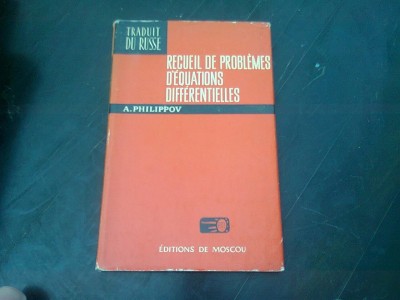 TRADUIT
DU RUSSE
RECUEIL DE PROBLÈMES
D'ÉQUATIONS
DIFFÉRENTIELLES
A. PHILIPPOV
ÉDITIONS DE MOSCOU